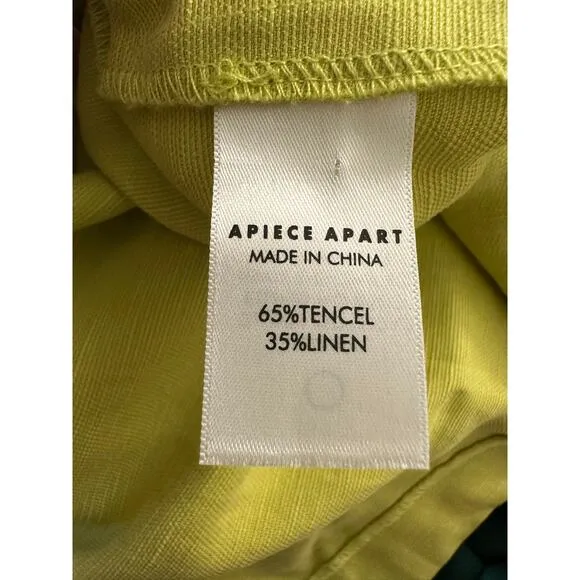 APIECE APART
MADE IN CHINA
65%TENCEL
35%LINEN